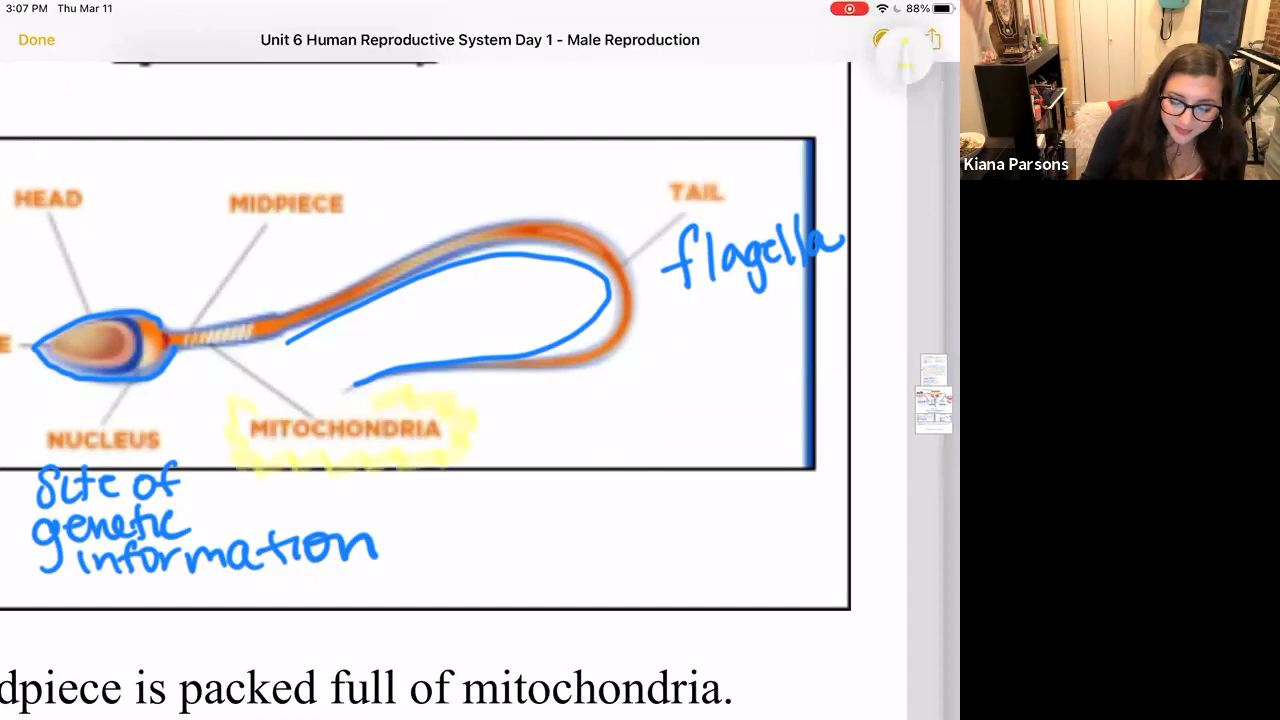 3:07 PM Thu Mar 11
88%
Done
Unit 6 Human Reproductive System Day 1 - Male Reproduction
Kiana Parsons
HEAD
MIDPIECE
TAIL
flagella
MITOCHONDRIA
NUCLEUS
Site of
genetic
information
dpiece is packed full of mitochondria.